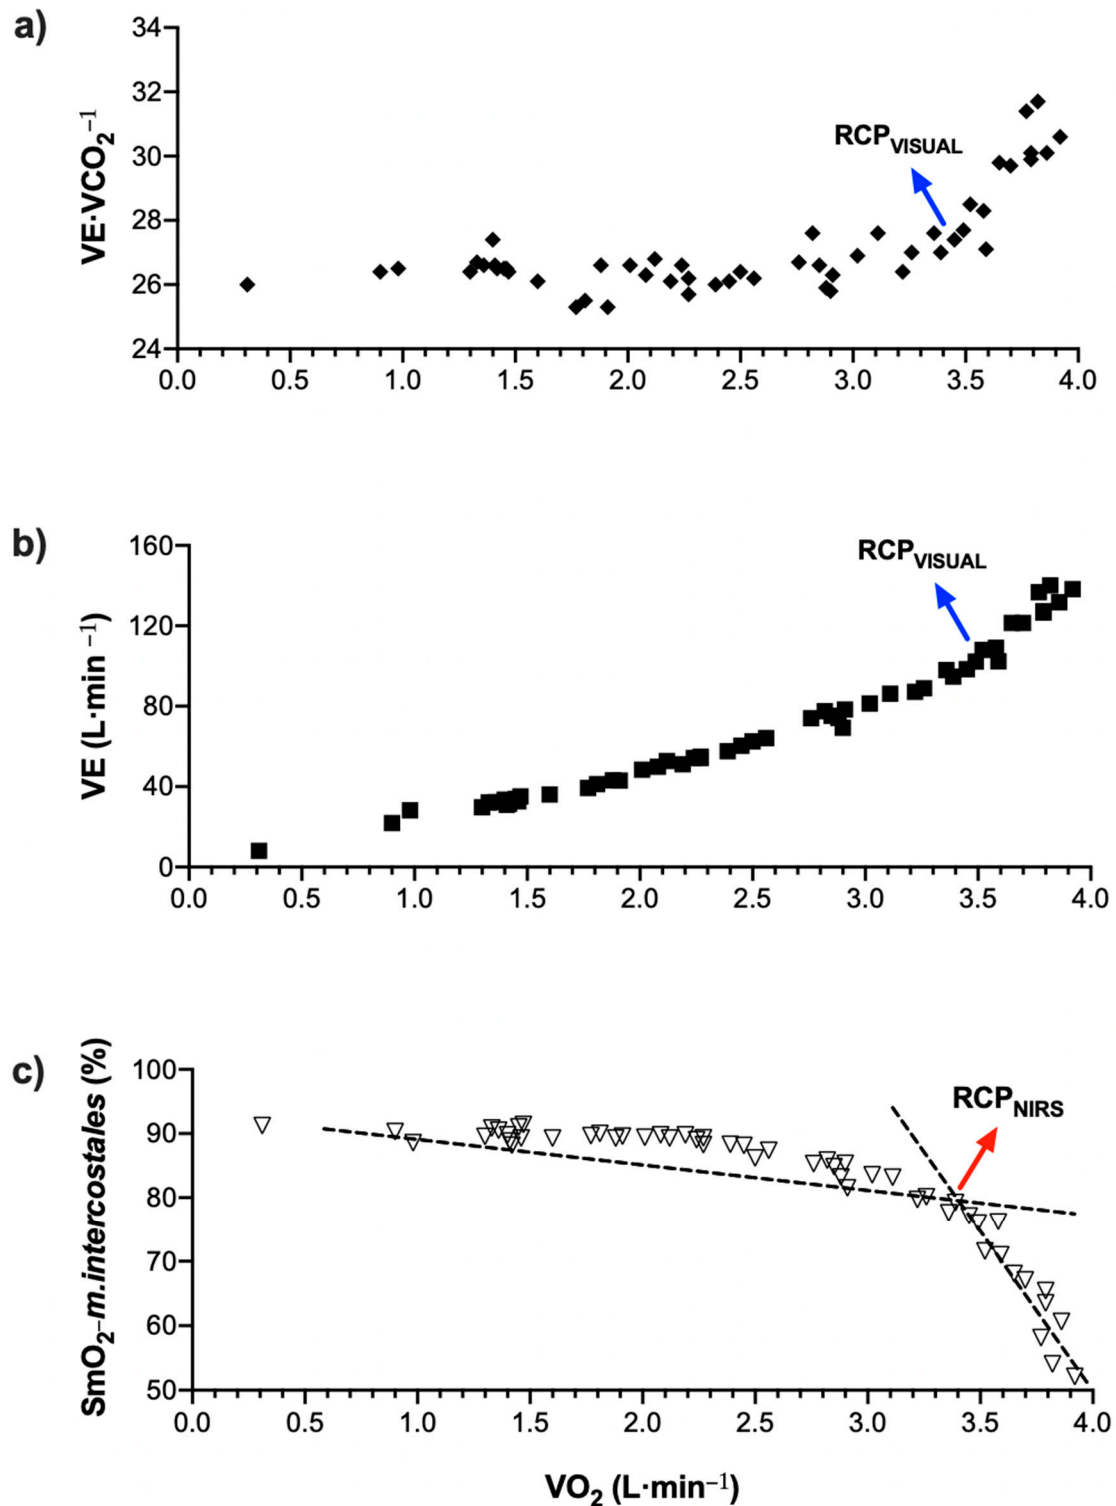 a)
34
32
30
28
26
24
VE·VCO₂⁻¹
RCP_VISUAL
0.0 0.5 1.0 1.5 2.0 2.5 3.0 3.5 4.0
b)
160
120
80
40
0
VE (L·min ⁻¹)
RCP_VISUAL
0.0 0.5 1.0 1.5 2.0 2.5 3.0 3.5 4.0
c)
100
90
80
70
60
50
SmO₂-m.intercostales (%)
RCP_NIRS
0.0 0.5 1.0 1.5 2.0 2.5 3.0 3.5 4.0
VO₂ (L·min⁻¹)